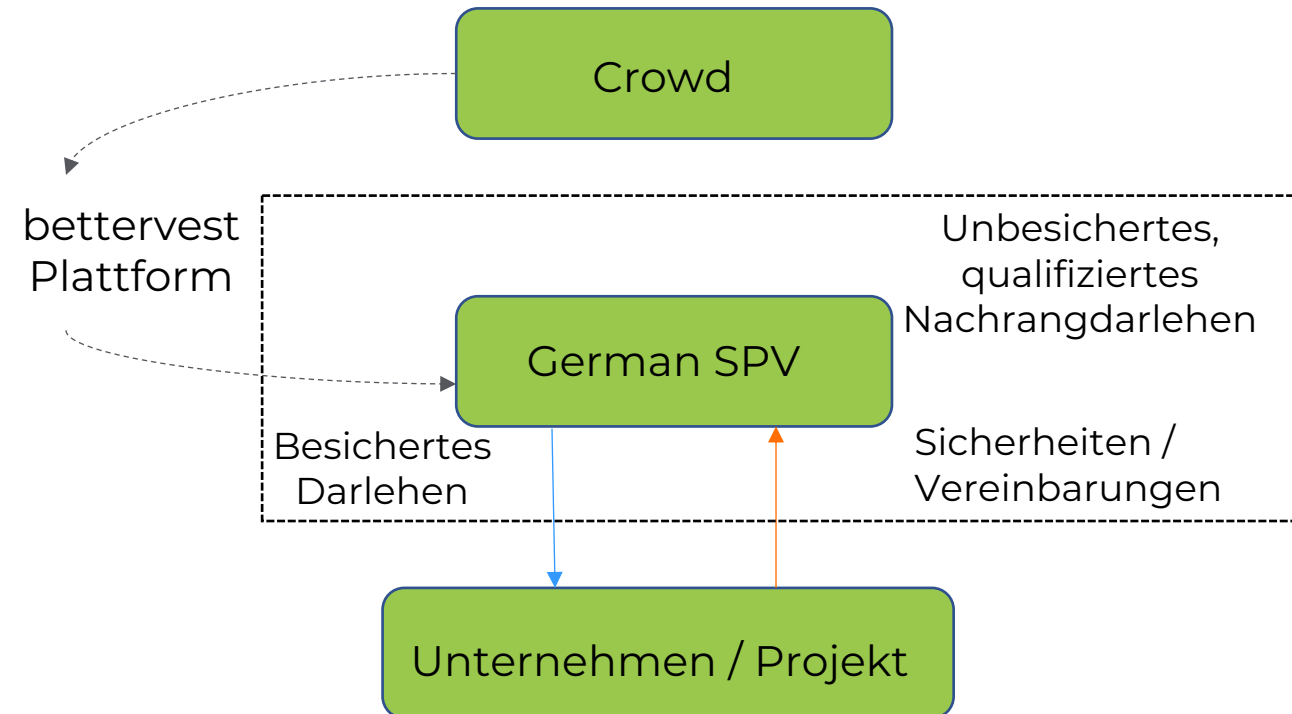 Crowd
bettervest
Plattform
Unbesichertes,
qualifiziertes
Nachrangdarlehen
German SPV
Besichertes
Darlehen
Sicherheiten /
Vereinbarungen
Unternehmen / Projekt